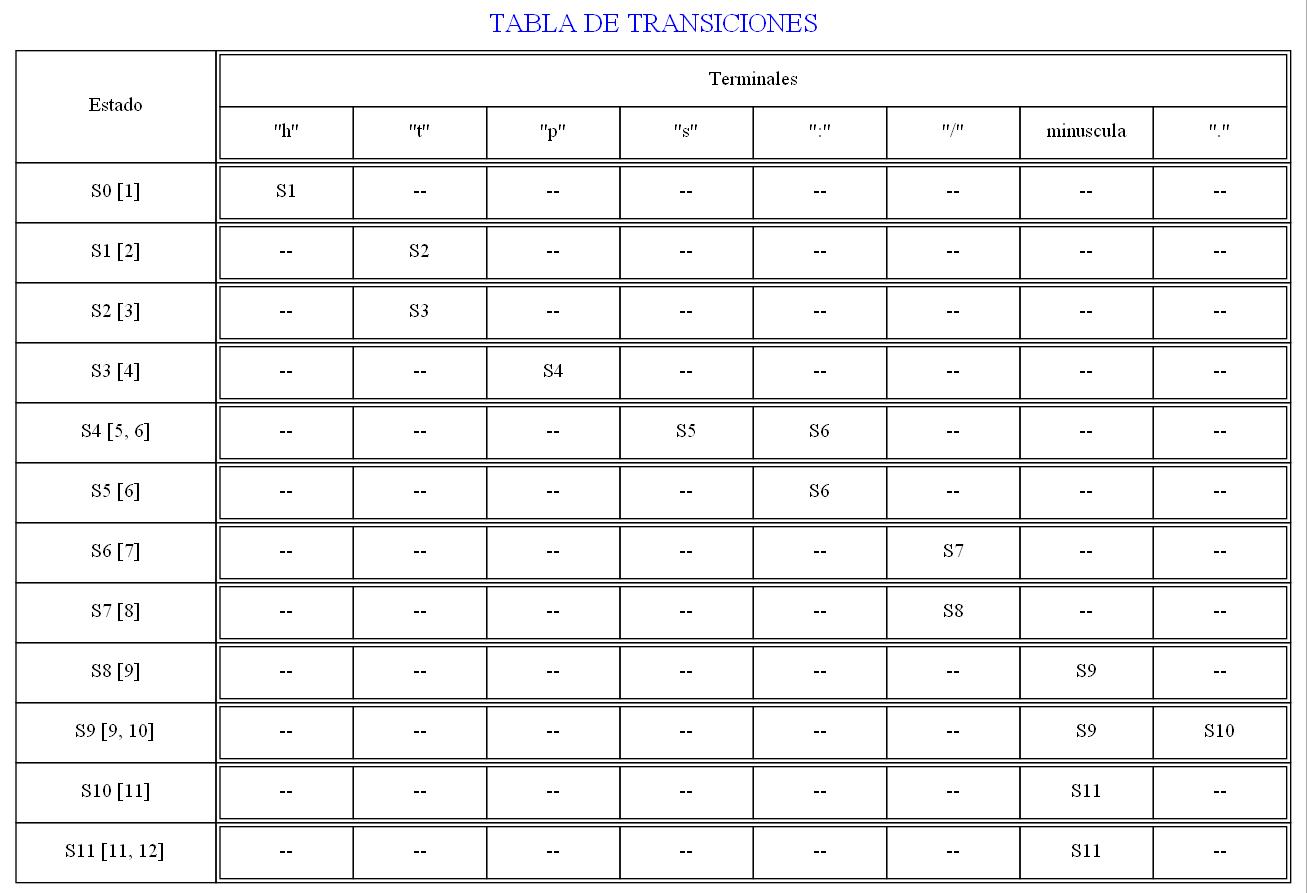 TABLA DE TRANSICIONES
Estado
Terminales
"h" "t" "p" "s" ":" "/" minuscula "."
S0 [1] S1 -- -- -- -- -- -- --
S1 [2] -- S2 -- -- -- -- -- --
S2 [3] -- S3 -- -- -- -- -- --
S3 [4] -- -- S4 -- -- -- -- --
S4 [5, 6] -- -- -- S5 S6 -- -- --
S5 [6] -- -- -- -- S6 -- -- --
S6 [7] -- -- -- -- -- S7 -- --
S7 [8] -- -- -- -- -- S8 -- --
S8 [9] -- -- -- -- -- -- S9 --
S9 [9, 10] -- -- -- -- -- -- S9 S10
S10 [11] -- -- -- -- -- -- S11 --
S11 [11, 12] -- -- -- -- -- -- S11 --